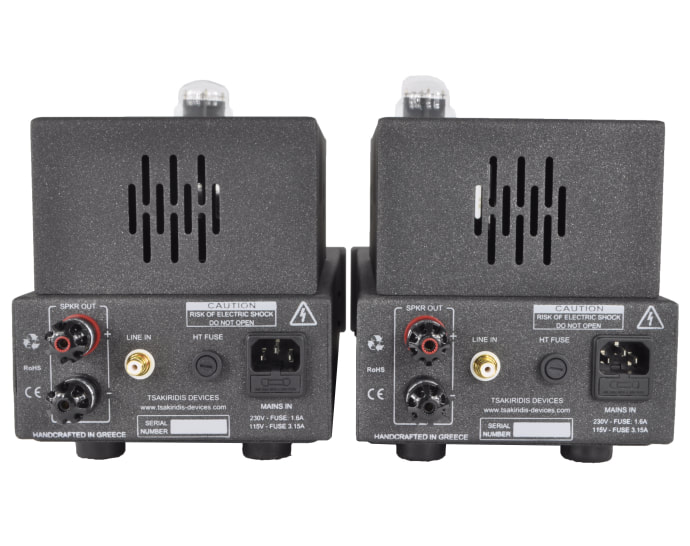 SPKR OUT
CAUTION
RISK OF ELECTRIC SHOCK
DO NOT OPEN
+
LINE IN
HT FUSE
RoHS
CE
-
TSAKIRIDIS DEVICES
www.tsakiridis-devices.com
MAINS IN
HANDCRAFTED IN GREECE
SERIAL
NUMBER
230V - FUSE: 1.6A
115V - FUSE 3.15A
SPKR OUT
CAUTION
RISK OF ELECTRIC SHOCK
DO NOT OPEN
+
LINE IN
HT FUSE
RoHS
CE
-
TSAKIRIDIS DEVICES
www.tsakiridis-devices.com
MAINS IN
HANDCRAFTED IN GREECE
SERIAL
NUMBER
230V - FUSE: 1.6A
115V - FUSE 3.15A